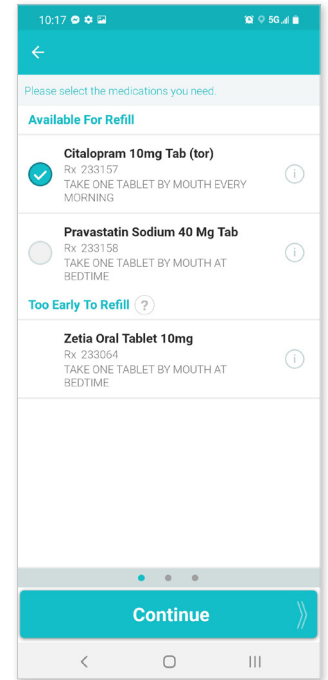 10:17 5G
Please select the medications you need.
Available For Refill
Citalopram 10mg Tab (tor)
Rx 233157
TAKE ONE TABLET BY MOUTH EVERY
MORNING
Pravastatin Sodium 40 Mg Tab
Rx 233158
TAKE ONE TABLET BY MOUTH AT
BEDTIME
Too Early To Refill ?
Zetia Oral Tablet 10mg
Rx 233064
TAKE ONE TABLET BY MOUTH AT
BEDTIME
Continue